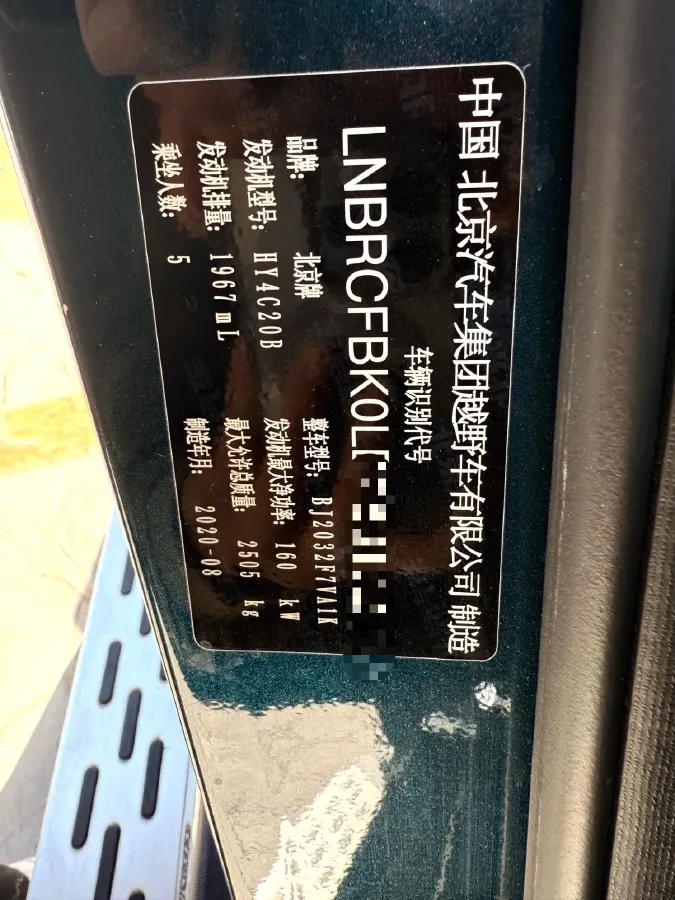 中国 北京汽车集团越野车有限公司 制造
车辆识别代号
LNBRCFBK0L
品牌: 北京牌 整车型号: BJ2032F7VA1K
发动机型号: HY4C20B 发动机最大净功率: 160 kW
发动机排量: 1967 mL 最大允许总质量: 2505 kg
乘坐人数: 5 制造年月: 2020-08